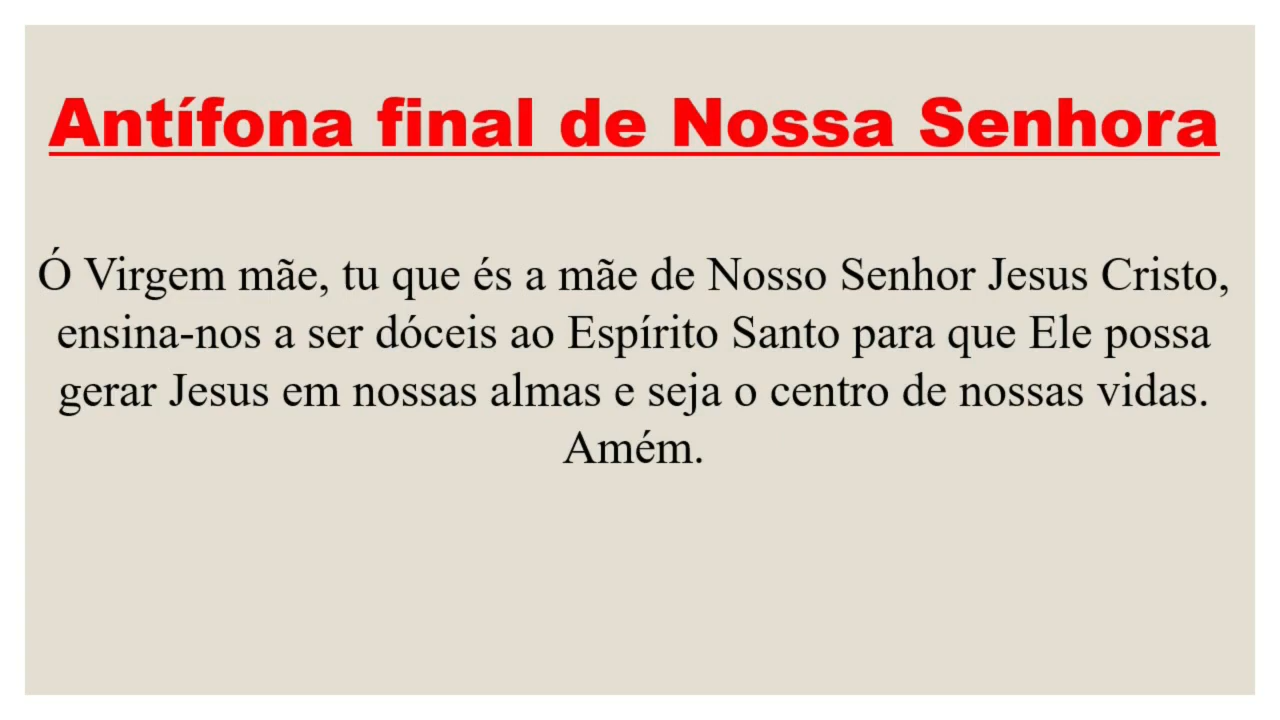 Antífona final de Nossa Senhora
Ó Virgem mãe, tu que és a mãe de Nosso Senhor Jesus Cristo,
ensina-nos a ser dóceis ao Espírito Santo para que Ele possa
gerar Jesus em nossas almas e seja o centro de nossas vidas.
Amém.